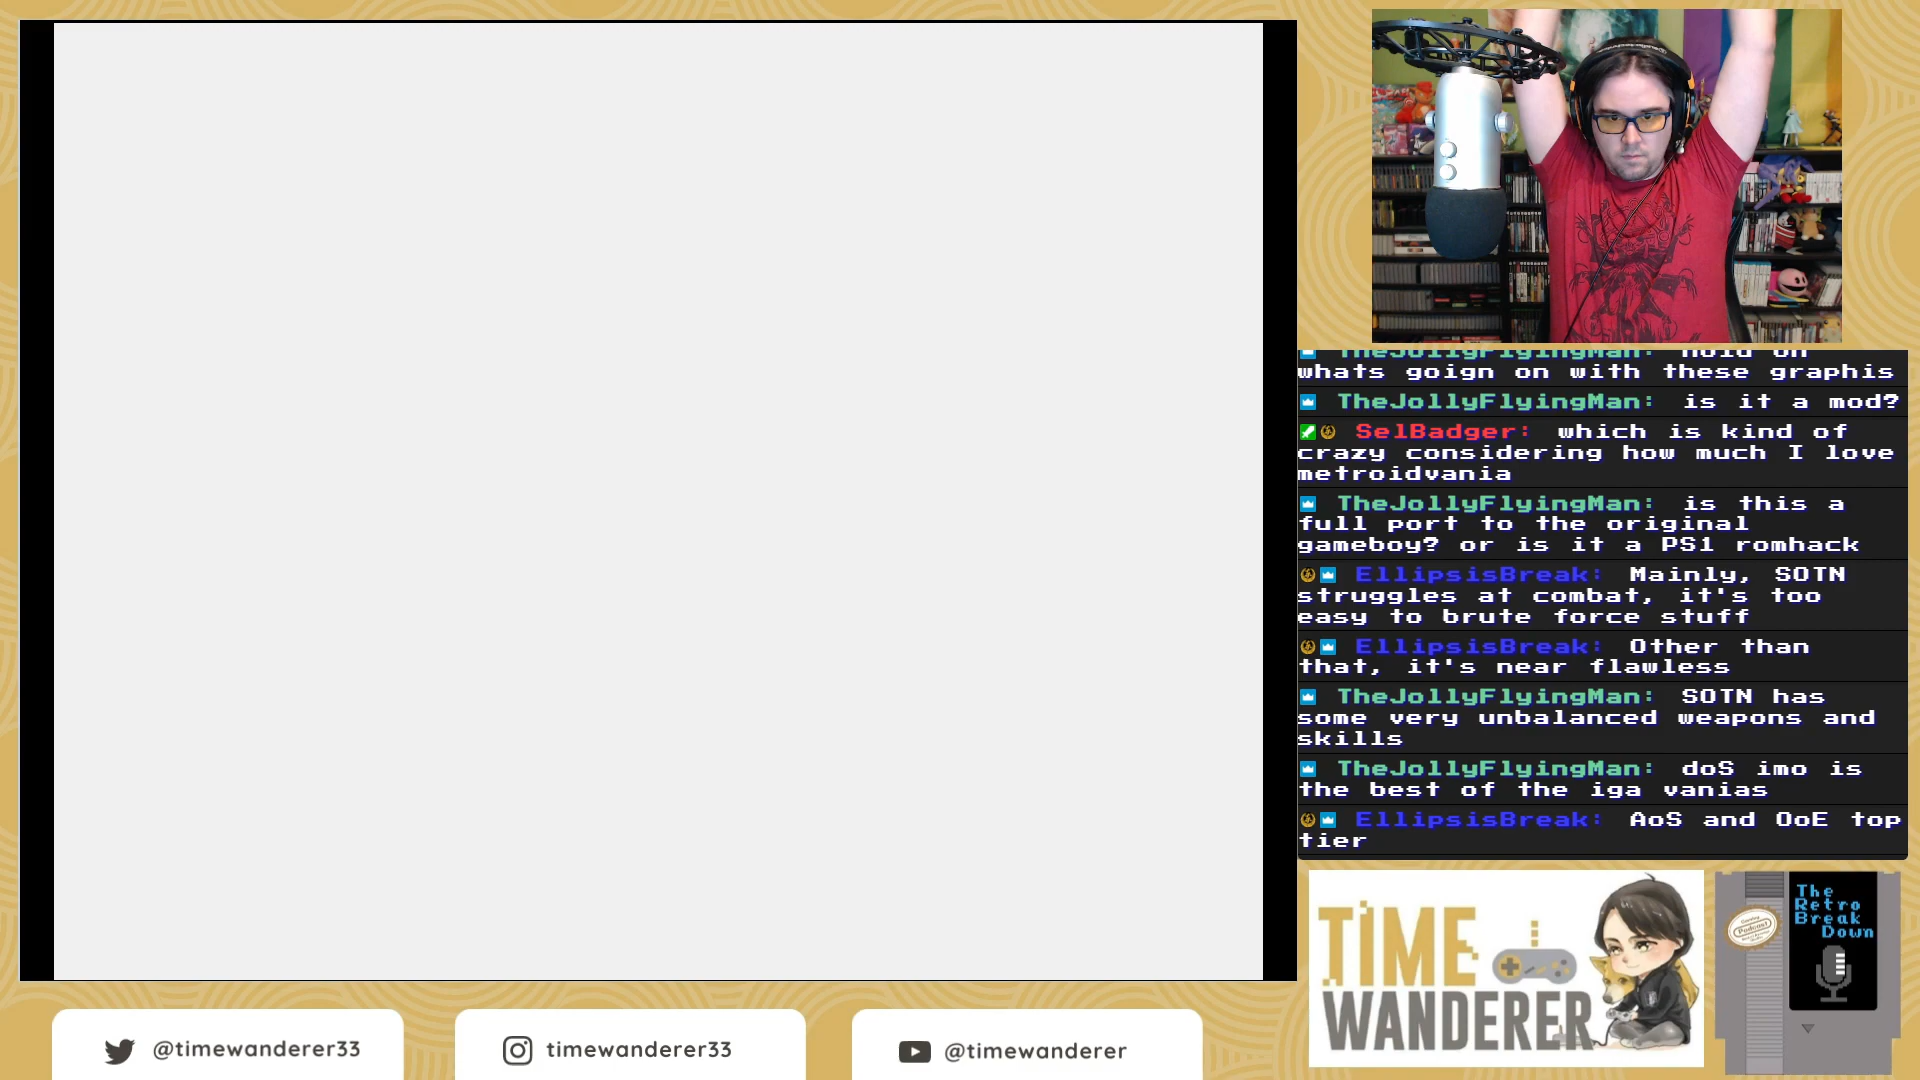 TheJollyFlyingMan: hold on
whats goign on with these graphis
TheJollyFlyingMan: is it a mod?
SelBadger: which is kind of
crazy considering how much I love
metroidvania
TheJollyFlyingMan: is this a
full port to the original
gameboy? or is it a PS1 romhack
EllipsisBreak: Mainly, SOTN
struggles at combat, it's too
easy to brute force stuff
EllipsisBreak: Other than
that, it's near flawless
TheJollyFlyingMan: SOTN has
some very unbalanced weapons and
skills
TheJollyFlyingMan: doS imo is
the best of the iga vanias
EllipsisBreak: AoS and OoE top
tier
TIME
WANDERER
The
Retro
Break
Down
Podcast
@timewanderer33
timewanderer33
@timewanderer